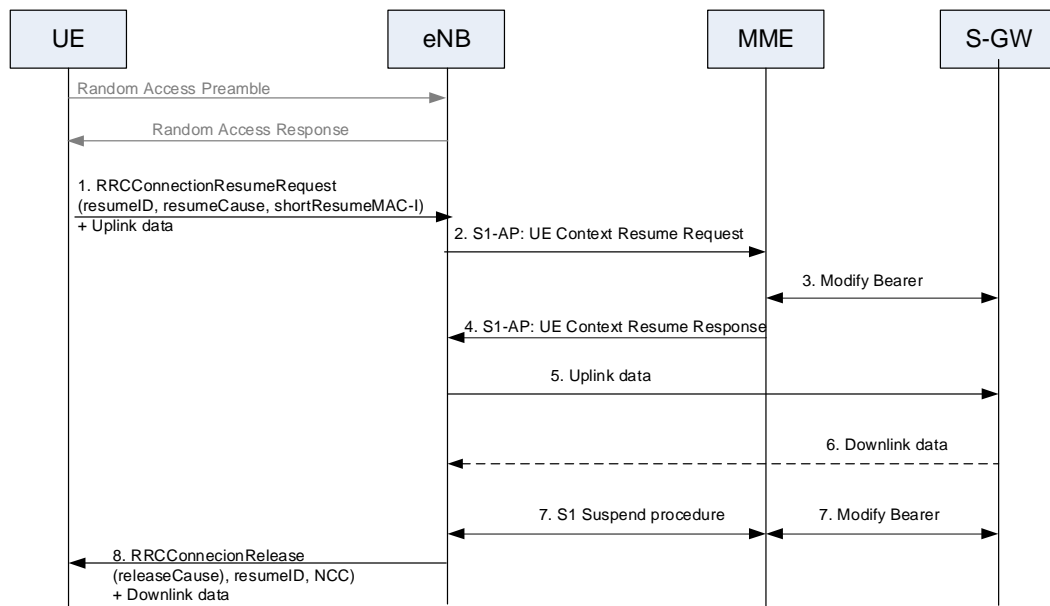 UE
eNB
MME
S-GW
Random Access Preamble
Random Access Response
1. RRCConnectionResumeRequest
(resumeID, resumeCause, shortResumeMAC-I)
+ Uplink data
2. S1-AP: UE Context Resume Request
3. Modify Bearer
4. S1-AP: UE Context Resume Response
5. Uplink data
6. Downlink data
7. S1 Suspend procedure
7. Modify Bearer
8. RRCConnecionRelease
(releaseCause), resumeID, NCC)
+ Downlink data